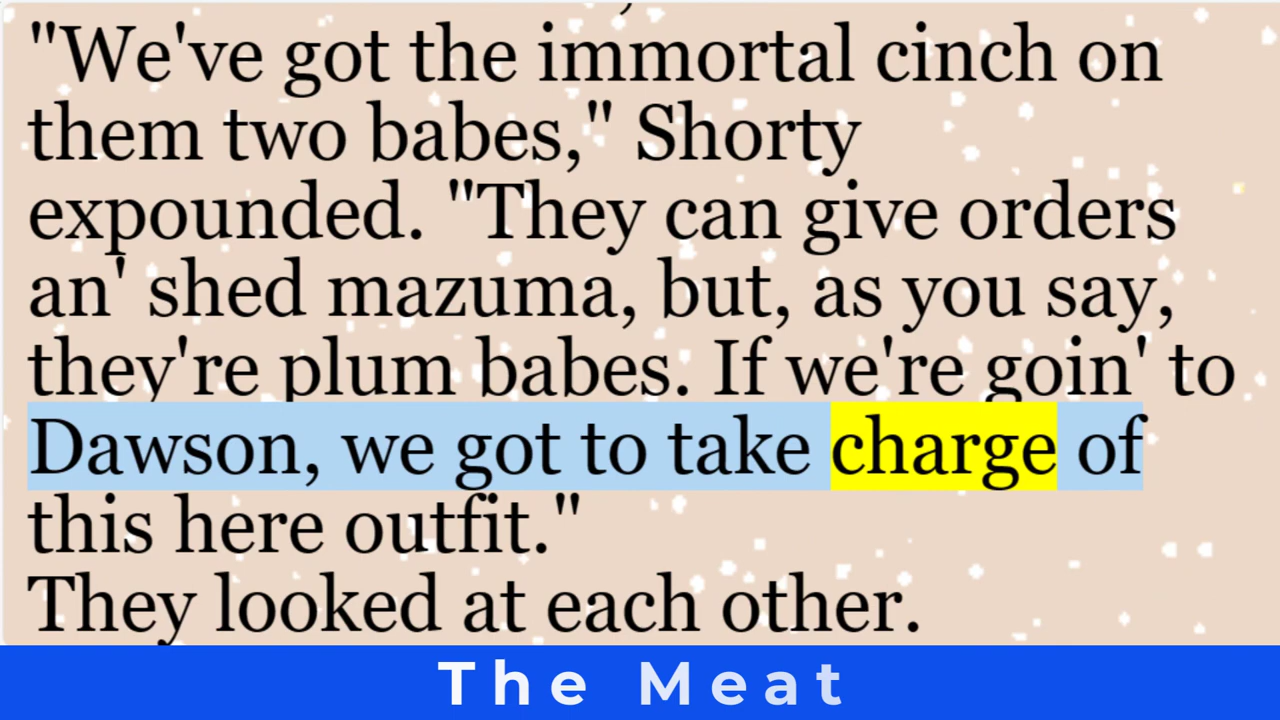 "We've got the immortal cinch on
them two babes," Shorty
expounded. "They can give orders
an' shed mazuma, but, as you say,
they're plum babes. If we're goin' to
Dawson, we got to take charge of
this here outfit."
They looked at each other.
The Meat